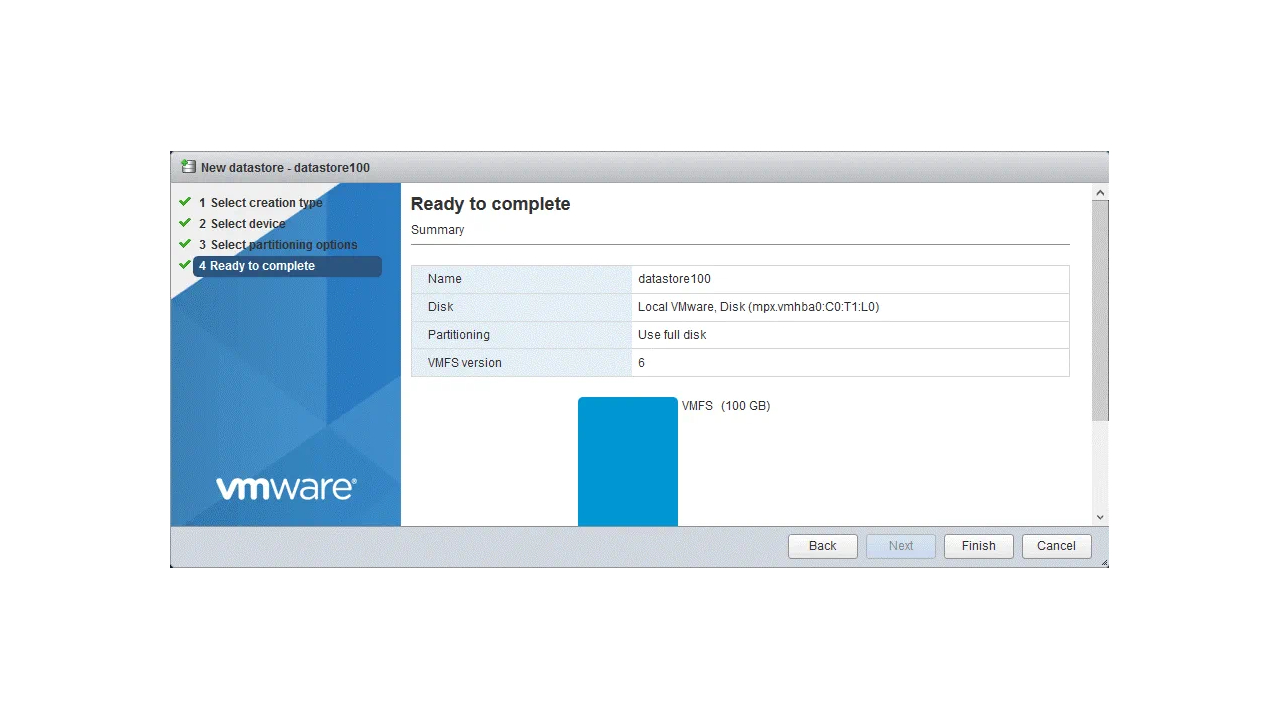 New datastore - datastore100
1 Select creation type
2 Select device
3 Select partitioning options
4 Ready to complete
vmware®
Ready to complete
Summary
Name datastore100
Disk Local VMware, Disk (mpx.vmhba0:C0:T1:L0)
Partitioning Use full disk
VMFS version 6
VMFS (100 GB)
Back Next Finish Cancel